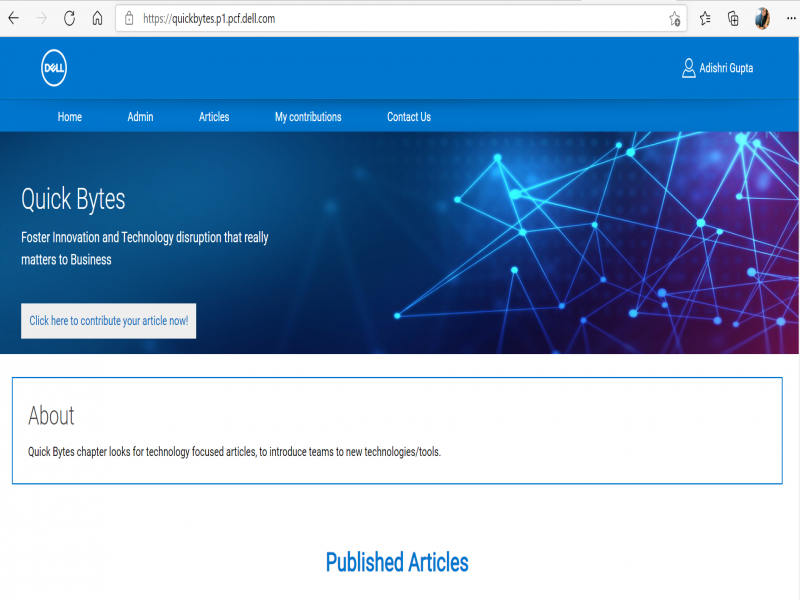 https://quickbytes.p1.pcf.dell.com
DELL
Adishri Gupta
Home Admin Articles My contributions Contact Us
Quick Bytes
Foster Innovation and Technology disruption that really
matters to Business
Click here to contribute your article now!
About
Quick Bytes chapter looks for technology focused articles, to introduce teams to new technologies/tools.
Published Articles